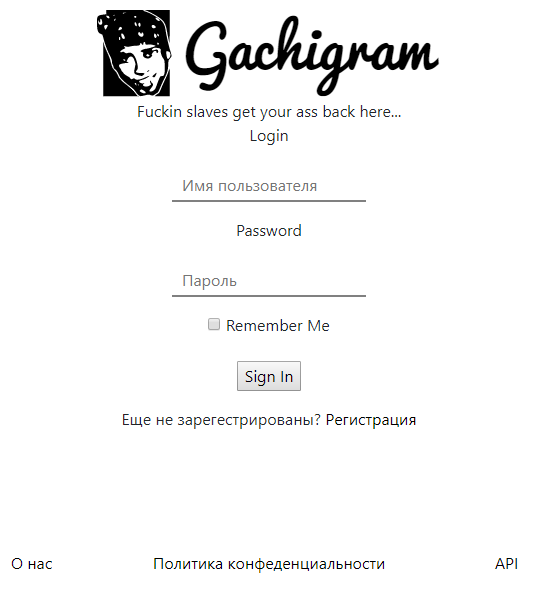 Gachigram
Fuckin slaves get your ass back here...
Login
Имя пользователя
Password
Пароль
Remember Me
Sign In
Еще не зарегестрированы? Регистрация
О нас Политика конфеденциальности API